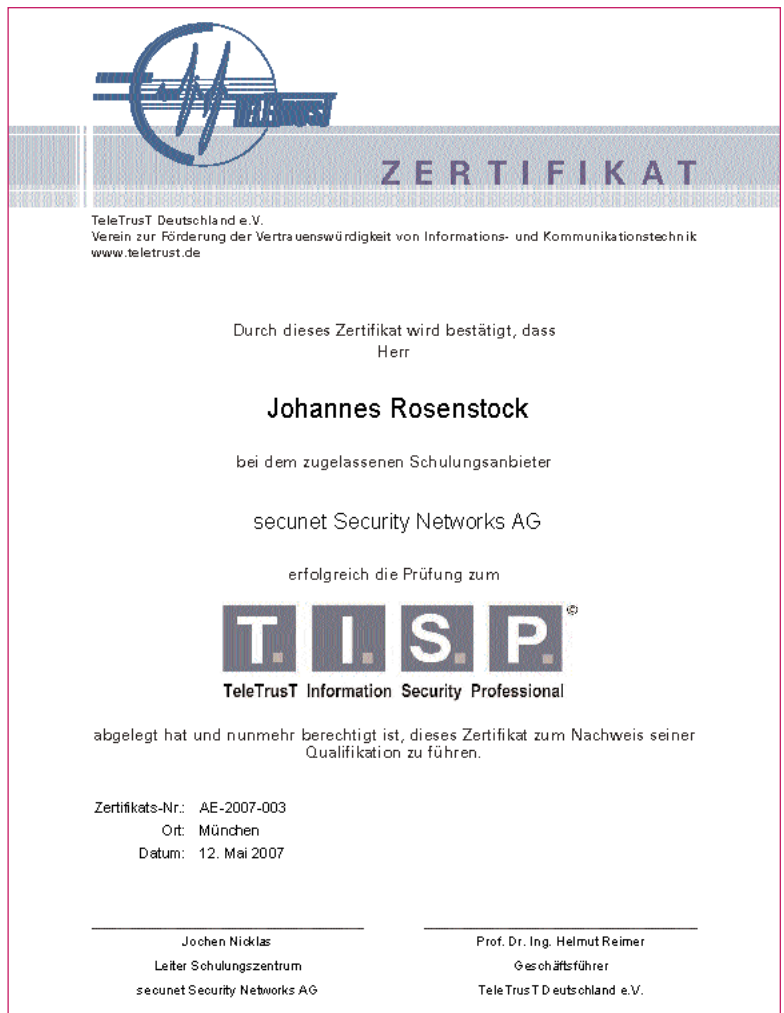 TELETRUST
ZERTIFIKAT
TeleTrusT Deutschland e.V.
Verein zur Förderung der Vertrauenswürdigkeit von Informations- und Kommunikationstechnik
www.teletrust.de
Durch dieses Zertifikat wird bestätigt, dass
Herr
Johannes Rosenstock
bei dem zugelassenen Schulungsanbieter
secunet Security Networks AG
erfolgreich die Prüfung zum
T. I. S. P. ©
TeleTrusT Information Security Professional
abgelegt hat und nunmehr berechtigt ist, dieses Zertifikat zum Nachweis seiner
Qualifikation zu führen.
Zertifikats-Nr.: AE-2007-003
Ort: München
Datum: 12. Mai 2007
Jochen Nicklas
Leiter Schulungszentrum
secunet Security Networks AG
Prof. Dr. Ing. Helmut Reimer
Geschäftsführer
TeleTrusT Deutschland e.V.